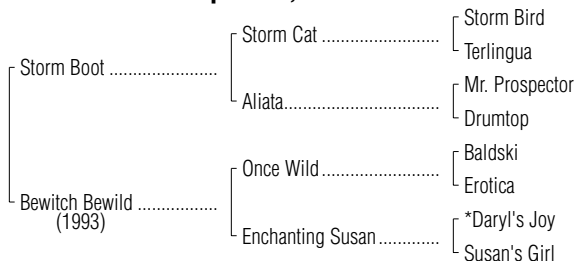 Storm Bird
Storm Cat ..............................
Terlingua
Storm Boot ......................
Mr. Prospector
Aliata.......................................
Drumtop
Baldski
Once Wild ..............................
Erotica
Bewitch Bewild ................
(1993)
*Daryl's Joy
Enchanting Susan.............
Susan's Girl